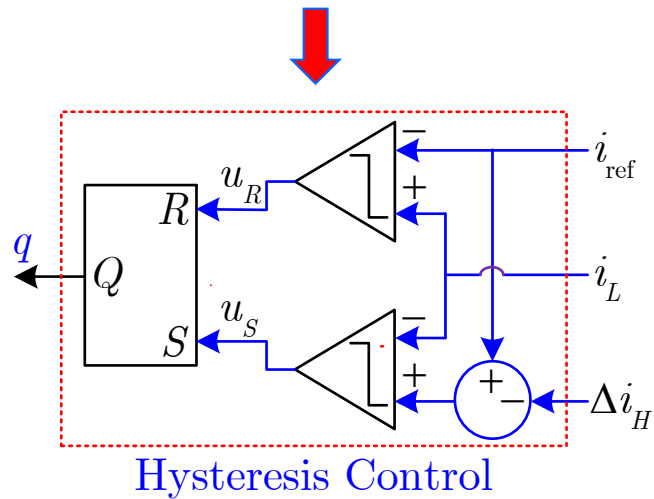 −
i_ref
u_R
+
R
q
Q
i_L
u_S
−
S
+
+
−
Δi_H
Hysteresis Control